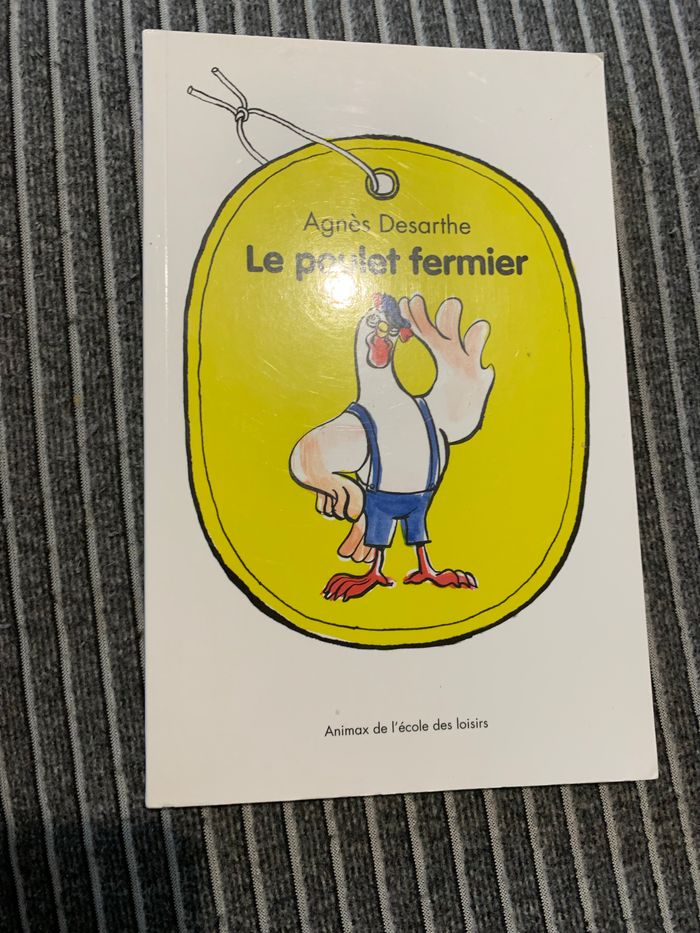 Agnès Desarthe
Le poulet fermier
Animax de l'école des loisirs